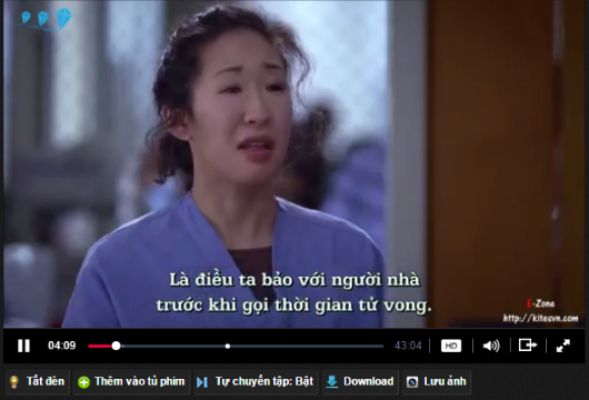 Là điều ta bảo với người nhà
trước khi gọi thời gian tử vong.
K-Zone
http://kitesvn.com
04:09
43:04
HD
Tắt đèn
Thêm vào tủ phim
Tự chuyển tập: Bật
Download
Lưu ảnh